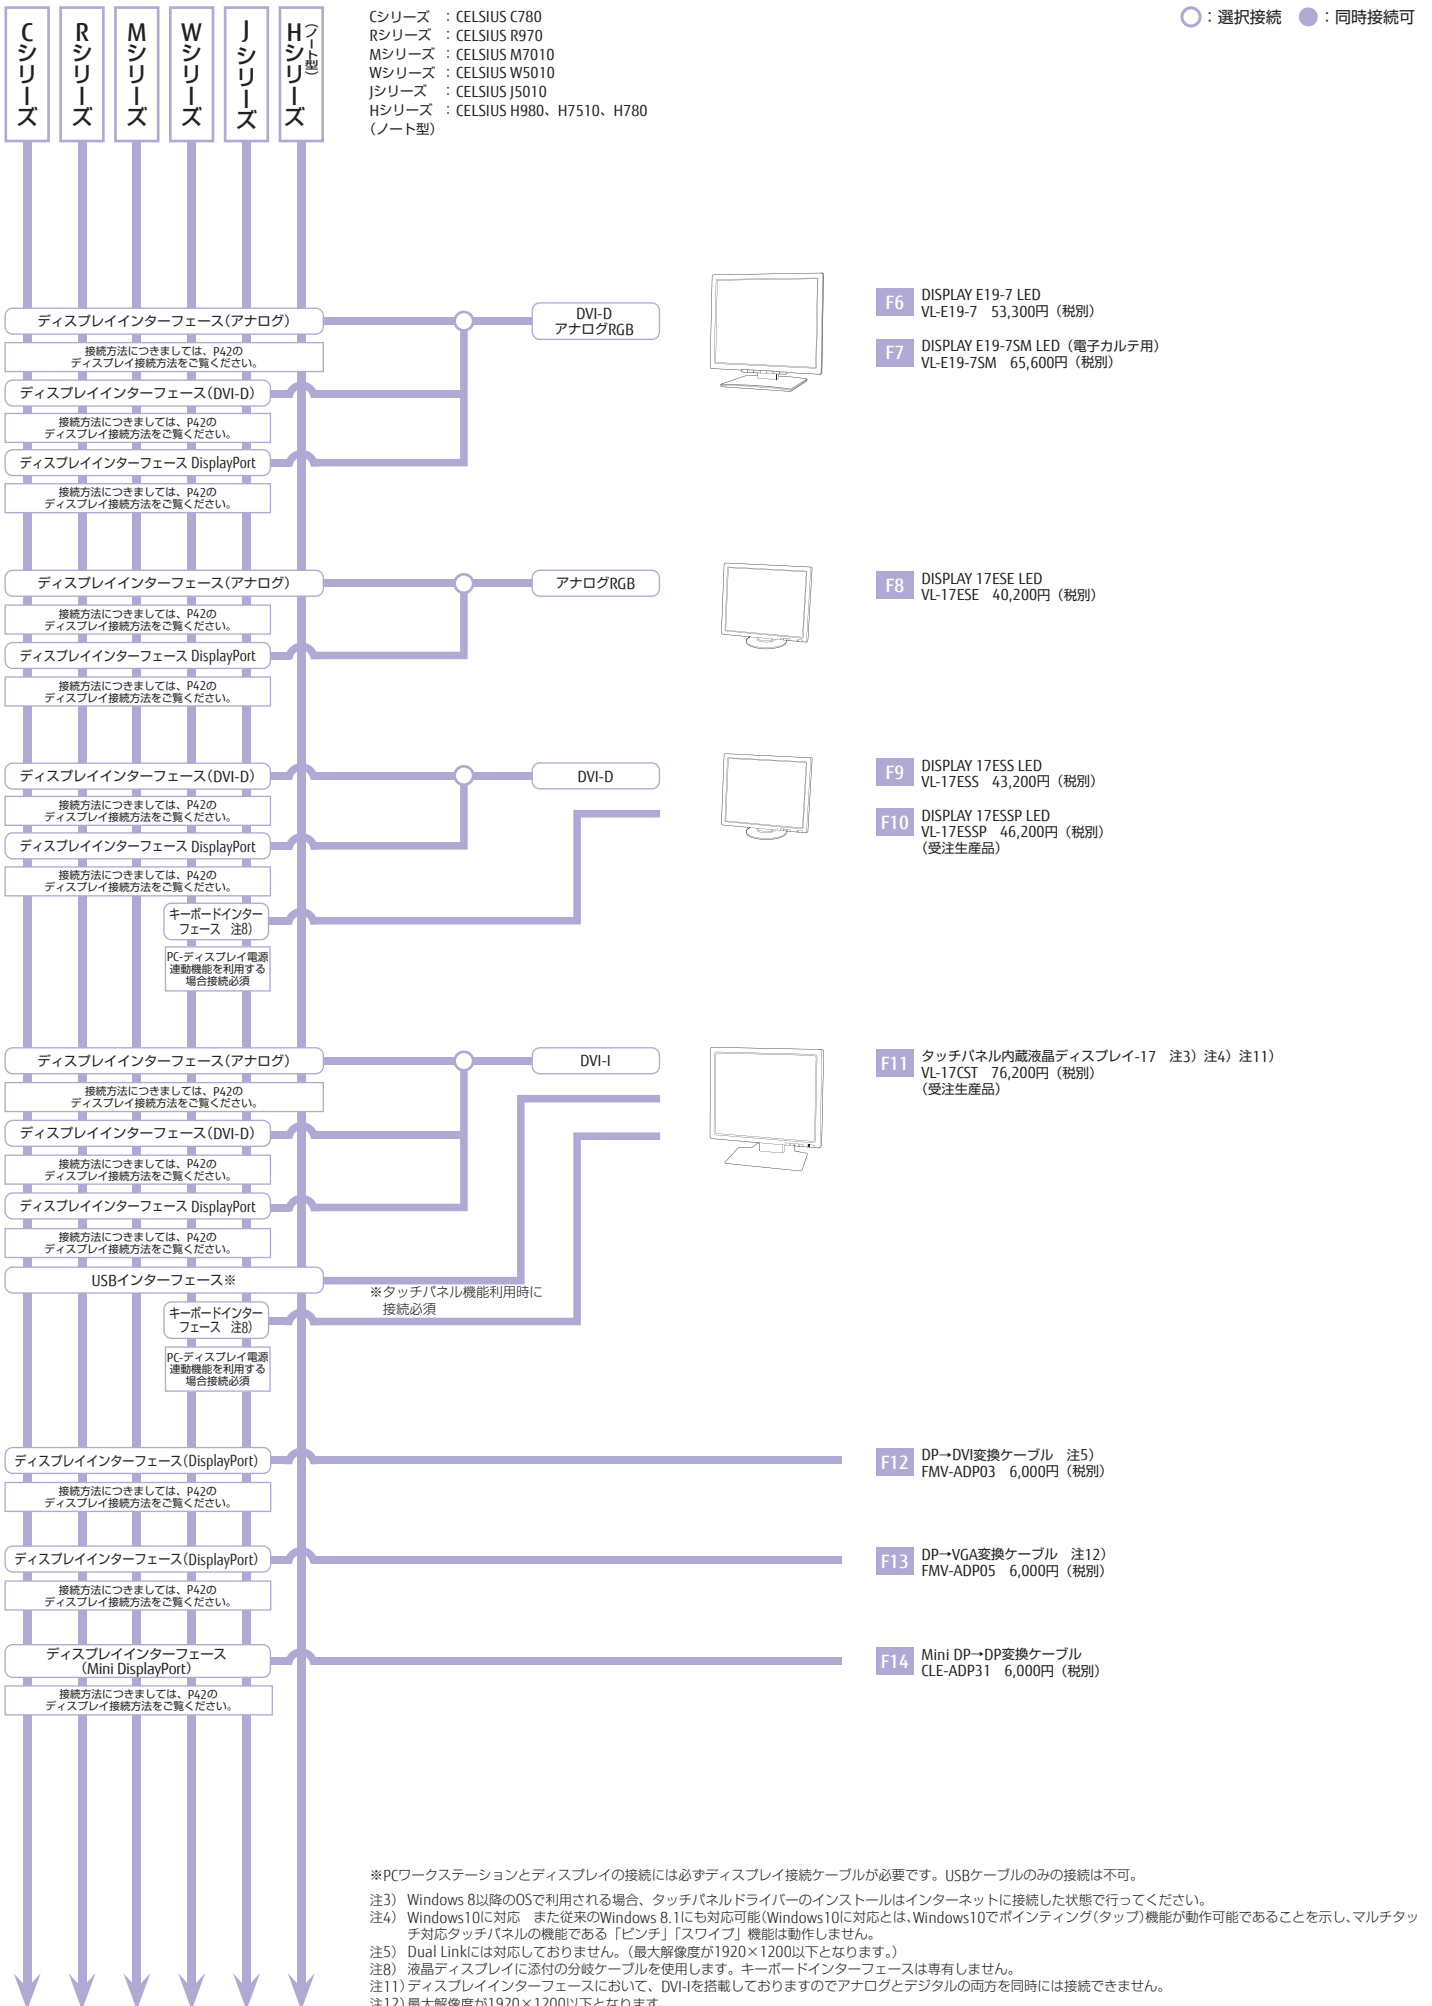 Cシリーズ
Rシリーズ
Mシリーズ
Wシリーズ
Jシリーズ
Hシリーズ
（ノート型）
Cシリーズ ：CELSIUS C780
Rシリーズ ：CELSIUS R970
Mシリーズ ：CELSIUS M7010
Wシリーズ ：CELSIUS W5010
Jシリーズ ：CELSIUS J5010
Hシリーズ ：CELSIUS H980、H7510、H780
（ノート型）
：選択接続 ：同時接続可
ディスプレイインターフェース（アナログ）
接続方法につきましては、P42の
ディスプレイ接続方法をご覧ください。
ディスプレイインターフェース（DVI-D）
接続方法につきましては、P42の
ディスプレイ接続方法をご覧ください。
ディスプレイインターフェース DisplayPort
接続方法につきましては、P42の
ディスプレイ接続方法をご覧ください。
DVI-D
アナログRGB
F6 DISPLAY E19-7 LED
VL-E19-7 53,300円（税別）
F7 DISPLAY E19-7SM LED（電子カルテ用）
VL-E19-7SM 65,600円（税別）
ディスプレイインターフェース（アナログ）
接続方法につきましては、P42の
ディスプレイ接続方法をご覧ください。
ディスプレイインターフェース DisplayPort
接続方法につきましては、P42の
ディスプレイ接続方法をご覧ください。
アナログRGB
F8 DISPLAY 17ESE LED
VL-17ESE 40,200円（税別）
ディスプレイインターフェース（DVI-D）
接続方法につきましては、P42の
ディスプレイ接続方法をご覧ください。
ディスプレイインターフェース DisplayPort
接続方法につきましては、P42の
ディスプレイ接続方法をご覧ください。
キーボードインター
フェース 注8）
PC-ディスプレイ電源
連動機能を利用する
場合接続必須
DVI-D
F9 DISPLAY 17ESS LED
VL-17ESS 43,200円（税別）
F10 DISPLAY 17ESSP LED
VL-17ESSP 46,200円（税別）
（受注生産品）
ディスプレイインターフェース（アナログ）
接続方法につきましては、P42の
ディスプレイ接続方法をご覧ください。
ディスプレイインターフェース（DVI-D）
接続方法につきましては、P42の
ディスプレイ接続方法をご覧ください。
ディスプレイインターフェース DisplayPort
接続方法につきましては、P42の
ディスプレイ接続方法をご覧ください。
USBインターフェース※
※タッチパネル機能利用時に
接続必須
キーボードインター
フェース 注8）
PC-ディスプレイ電源
連動機能を利用する
場合接続必須
DVI-I
F11 タッチパネル内蔵液晶ディスプレイ-17 注3）注4）注11）
VL-17CST 76,200円（税別）
（受注生産品）
ディスプレイインターフェース（DisplayPort）
接続方法につきましては、P42の
ディスプレイ接続方法をご覧ください。
F12 DP→DVI変換ケーブル 注5）
FMV-ADP03 6,000円（税別）
ディスプレイインターフェース（DisplayPort）
接続方法につきましては、P42の
ディスプレイ接続方法をご覧ください。
F13 DP→VGA変換ケーブル 注12）
FMV-ADP05 6,000円（税別）
ディスプレイインターフェース
（Mini DisplayPort）
接続方法につきましては、P42の
ディスプレイ接続方法をご覧ください。
F14 Mini DP→DP変換ケーブル
CLE-ADP31 6,000円（税別）
※PCワークステーションとディスプレイの接続には必ずディスプレイ接続ケーブルが必要です。USBケーブルのみの接続は不可。
注3） Windows 8以降のOSで利用される場合、タッチパネルドライバーのインストールはインターネットに接続した状態で行ってください。
注4） Windows10に対応 また従来のWindows 8.1にも対応可能（Windows10に対応とは、Windows10でポインティング（タップ）機能が動作可能であることを示し、マルチタッ
チ対応タッチパネルの機能である「ピンチ」「スワイプ」機能は動作しません。
注5） Dual Linkには対応しておりません。（最大解像度が1920×1200以下となります。）
注8） 液晶ディスプレイに添付の分岐ケーブルを使用します。キーボードインターフェースは専有しません。
注11）ディスプレイインターフェースにおいて、DVI-Iを搭載しておりますのでアナログとデジタルの両方を同時には接続できません。
注12）最大解像度が1920×1200以下となります。